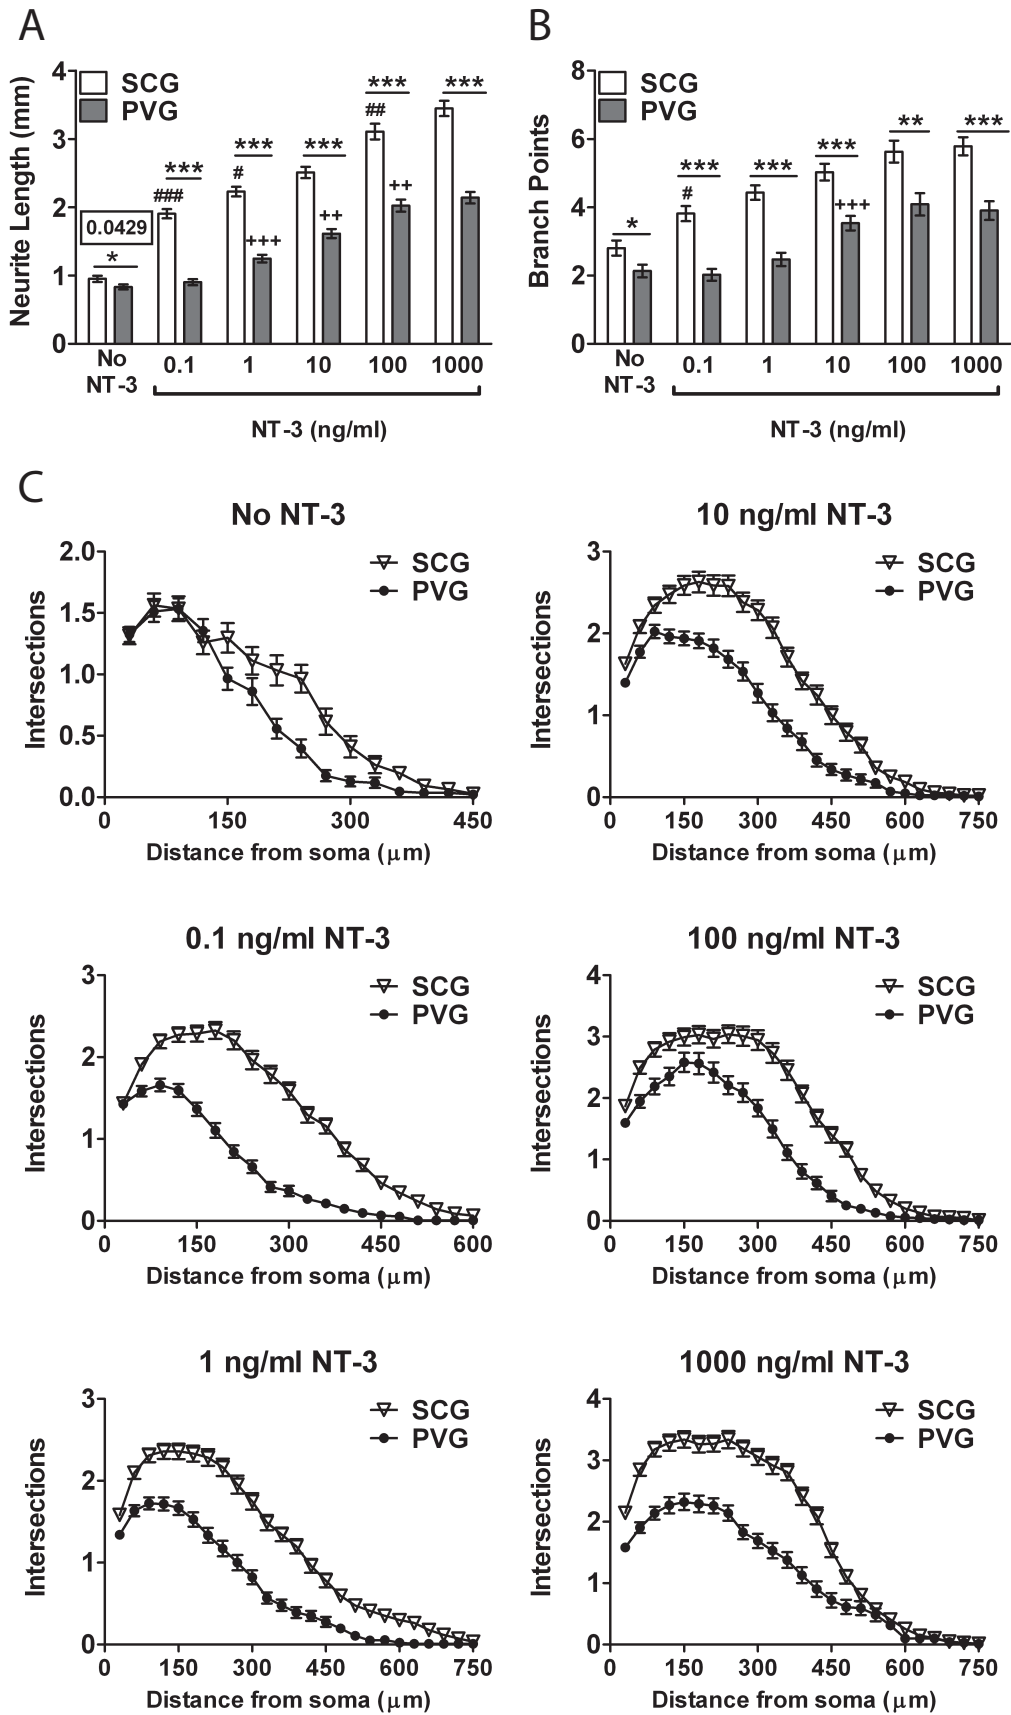 A
B
Neurite Length (mm)
4
3
2
1
0
SCG
PVG
0.0429
*
###
***
#
***
+++
***
++
##
***
++
***
No NT-3
0.1
1
10
100
1000
NT-3 (ng/ml)
Branch Points
8
6
4
2
0
SCG
PVG
*
#
***
***
***
+++
**
***
No NT-3
0.1
1
10
100
1000
NT-3 (ng/ml)
C
No NT-3
Intersections
2.0
1.5
1.0
0.5
0.0
SCG
PVG
0 150 300 450
Distance from soma (μm)
10 ng/ml NT-3
Intersections
3
2
1
0
SCG
PVG
0 150 300 450 600 750
Distance from soma (μm)
0.1 ng/ml NT-3
Intersections
3
2
1
0
SCG
PVG
0 150 300 450 600
Distance from soma (μm)
100 ng/ml NT-3
Intersections
4
3
2
1
0
SCG
PVG
0 150 300 450 600 750
Distance from soma (μm)
1 ng/ml NT-3
Intersections
3
2
1
0
SCG
PVG
0 150 300 450 600 750
Distance from soma (μm)
1000 ng/ml NT-3
Intersections
4
3
2
1
0
SCG
PVG
0 150 300 450 600 750
Distance from soma (μm)